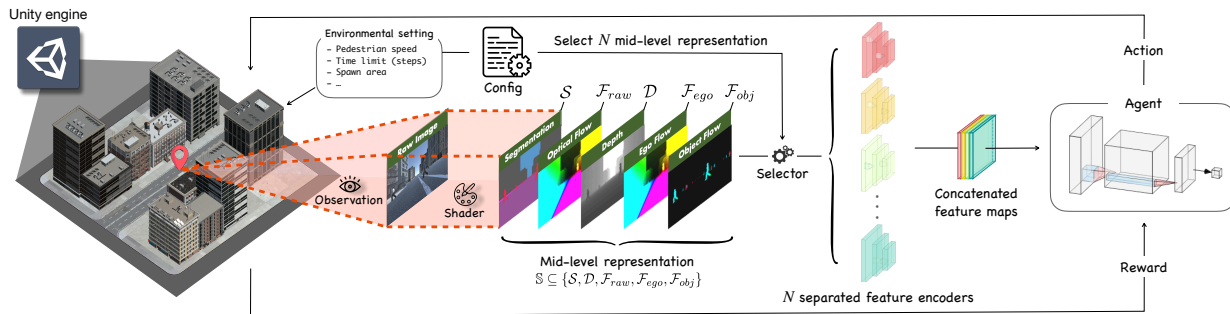 Unity engine
Environmental setting
- Pedestrian speed
- Time limit (steps)
- Spawn area
- ...
Config
Select N mid-level representation
Action
Agent
Reward
Observation
Raw Image
Shader
S
F_raw
D
F_ego
F_obj
Segmentation
Optical Flow
Depth
Ego Flow
Object Flow
Mid-level representation
𝕊 ⊆ {S, D, F_raw, F_ego, F_obj}
Selector
Concatenated
feature maps
N separated feature encoders